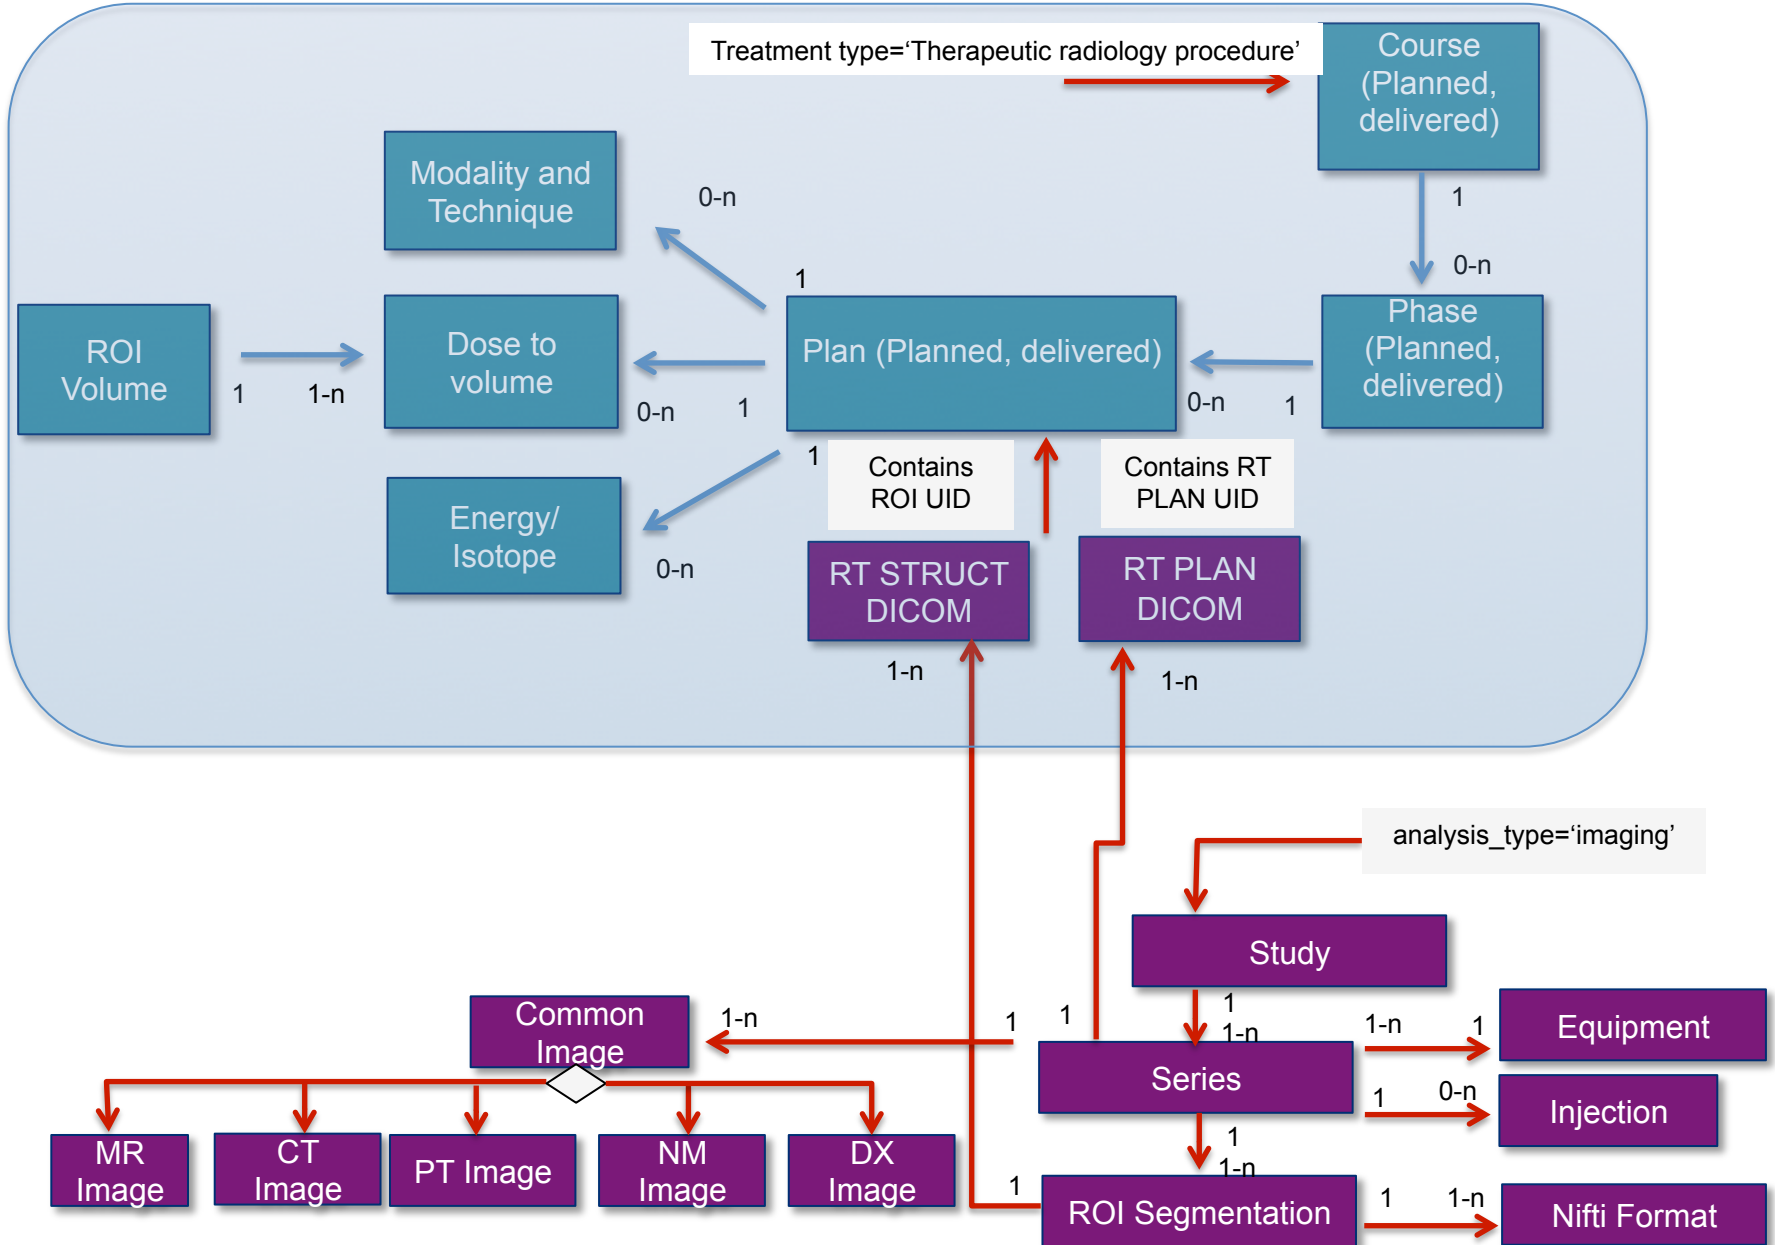 Treatment type=‘Therapeutic radiology procedure’
Course
(Planned,
delivered)
1
0-n
Modality and
Technique
0-n
1
ROI
Volume
1
1-n
Dose to
volume
0-n
1
Plan (Planned, delivered)
0-n
1
Phase
(Planned,
delivered)
Energy/
Isotope
0-n
1
Contains
ROI UID
Contains RT
PLAN UID
RT STRUCT
DICOM
RT PLAN
DICOM
1-n
1-n
analysis_type=‘imaging’
Study
1
1-n
Common
Image
1-n
1
1
Series
1-n
1
Equipment
1
0-n
Injection
MR
Image
CT
Image
PT Image
NM
Image
DX
Image
1
1-n
1
ROI Segmentation
1
1-n
Nifti Format